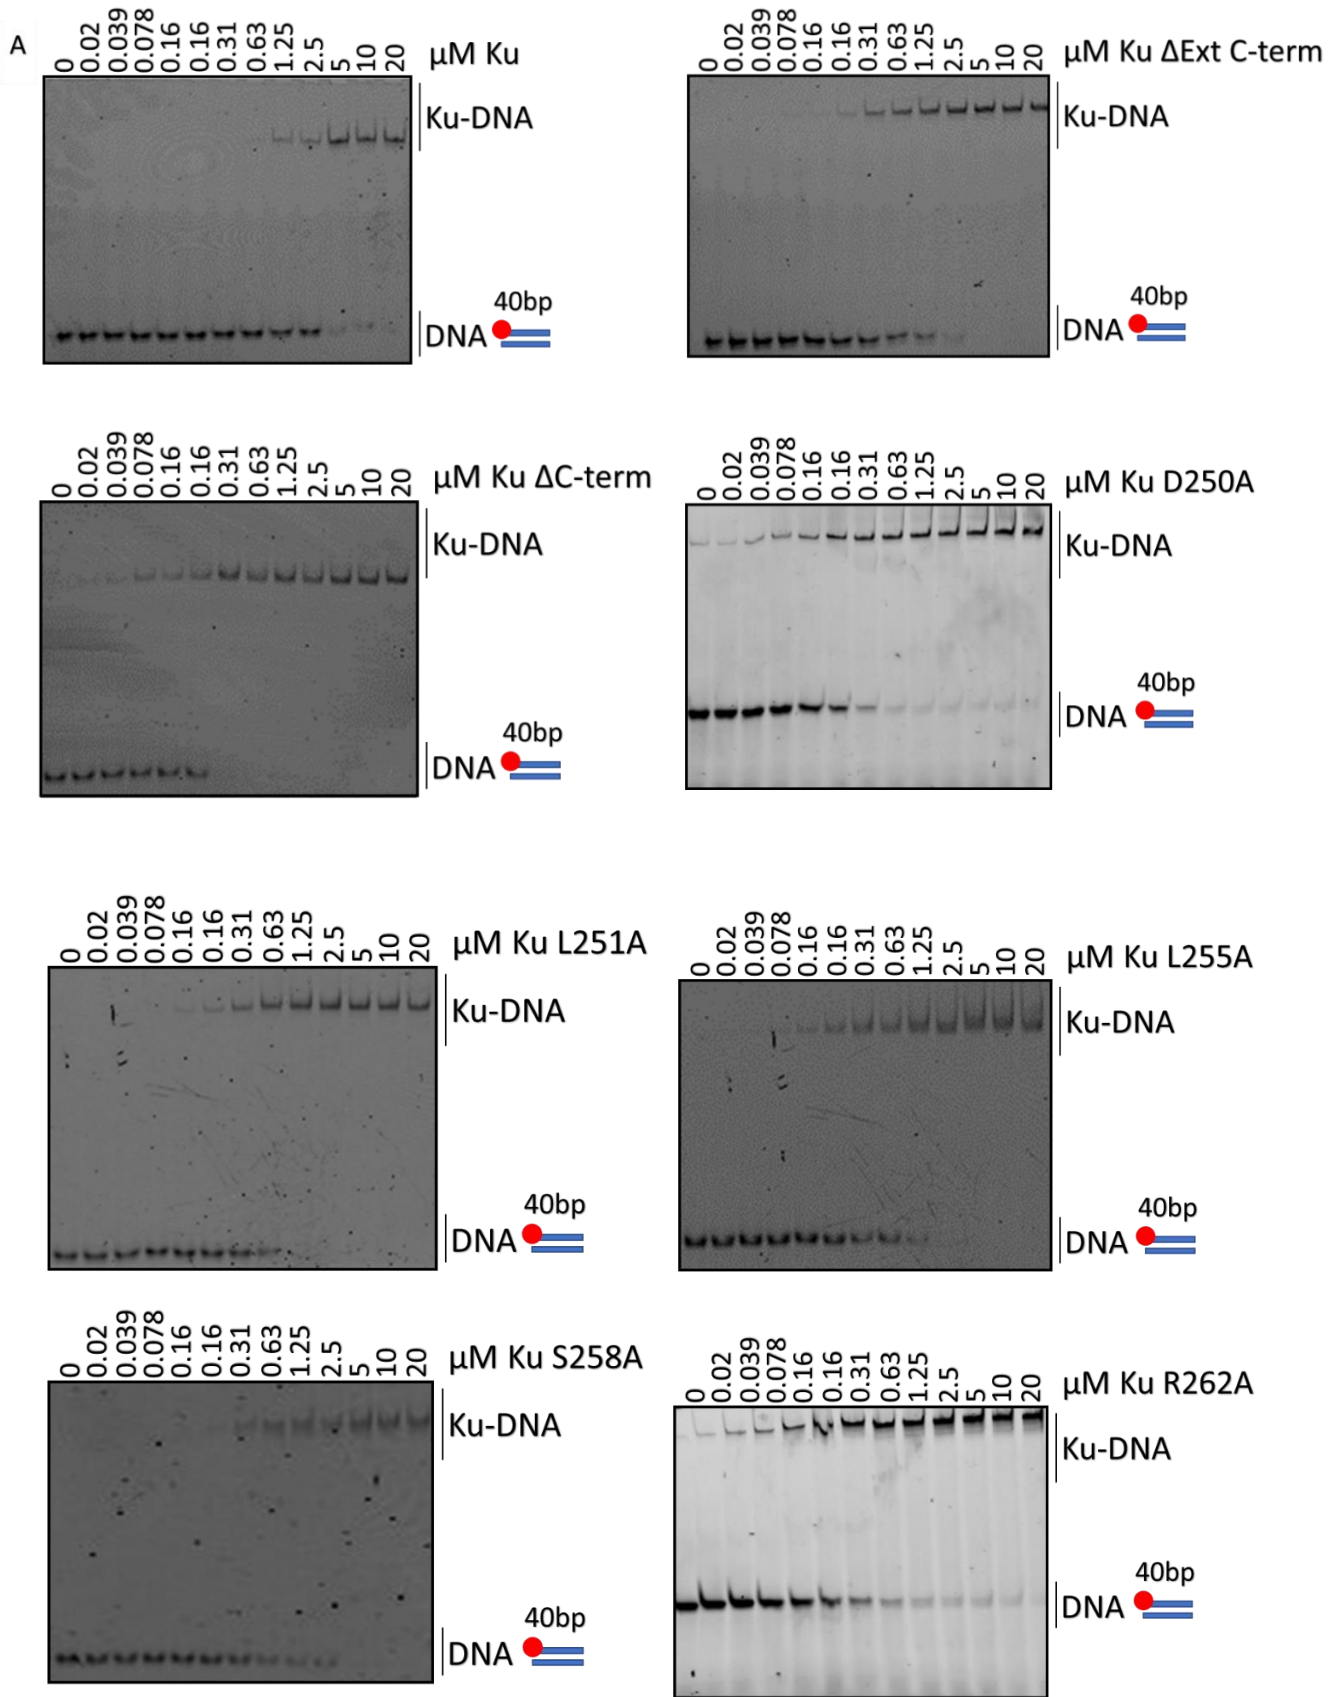 A
0 0.02 0.039 0.078 0.16 0.16 0.31 0.63 1.25 2.5 5 10 20 μM Ku
Ku-DNA
40bp
DNA
0 0.02 0.039 0.078 0.16 0.16 0.31 0.63 1.25 2.5 5 10 20 μM Ku ΔExt C-term
Ku-DNA
40bp
DNA
0 0.02 0.039 0.078 0.16 0.16 0.31 0.63 1.25 2.5 5 10 20 μM Ku ΔC-term
Ku-DNA
40bp
DNA
0 0.02 0.039 0.078 0.16 0.16 0.31 0.63 1.25 2.5 5 10 20 μM Ku D250A
Ku-DNA
40bp
DNA
0 0.02 0.039 0.078 0.16 0.16 0.31 0.63 1.25 2.5 5 10 20 μM Ku L251A
Ku-DNA
40bp
DNA
0 0.02 0.039 0.078 0.16 0.16 0.31 0.63 1.25 2.5 5 10 20 μM Ku L255A
Ku-DNA
40bp
DNA
0 0.02 0.039 0.078 0.16 0.16 0.31 0.63 1.25 2.5 5 10 20 μM Ku S258A
Ku-DNA
40bp
DNA
0 0.02 0.039 0.078 0.16 0.16 0.31 0.63 1.25 2.5 5 10 20 μM Ku R262A
Ku-DNA
40bp
DNA